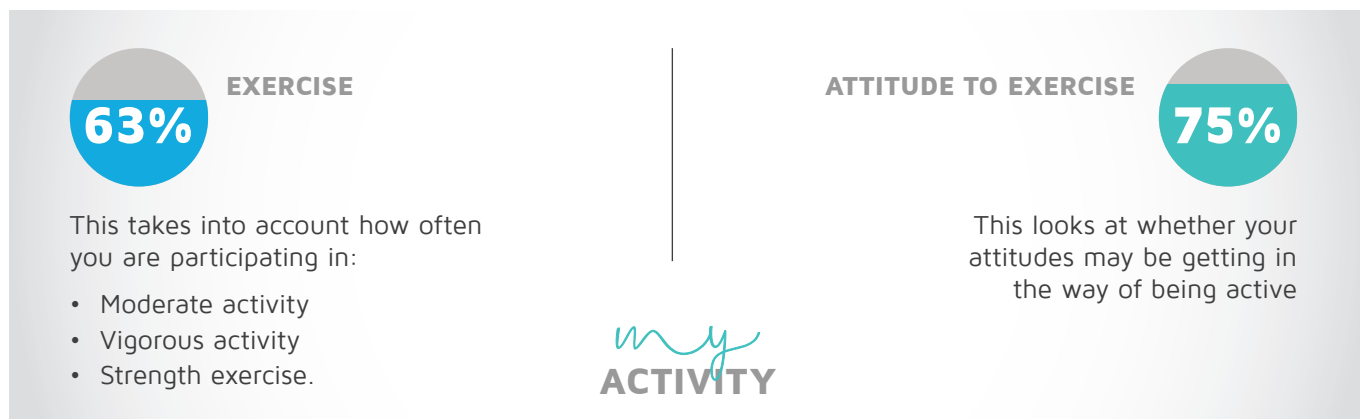 63%
EXERCISE
This takes into account how often
you are participating in:
• Moderate activity
• Vigorous activity
• Strength exercise.
ATTITUDE TO EXERCISE
75%
This looks at whether your
attitudes may be getting in
the way of being active
my
ACTIVITY